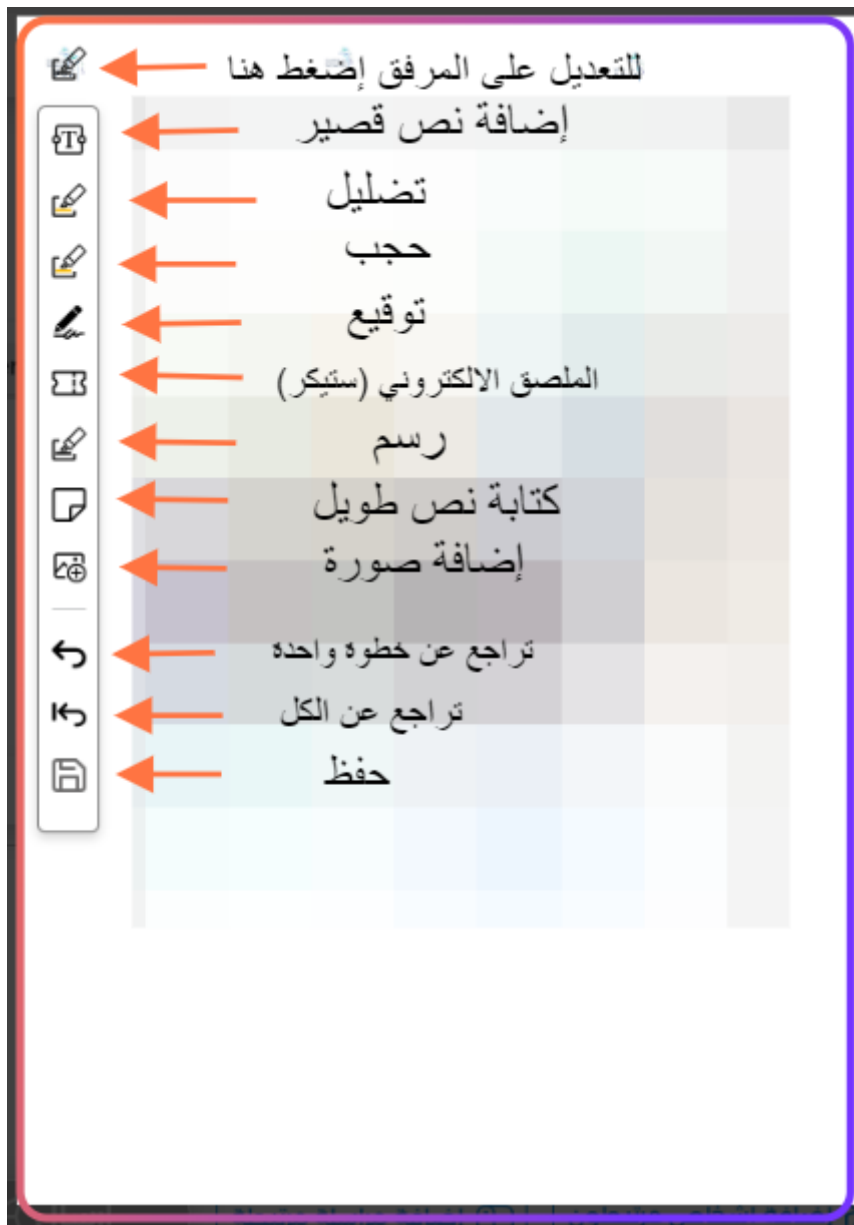 للتعديل على المرفق إضغط هنا
إضافة نص قصير
تضليل
حجب
توقيع
الملصق الالكتروني (ستيكر)
رسم
كتابة نص طويل
إضافة صورة
تراجع عن خطوة واحدة
تراجع عن الكل
حفظ